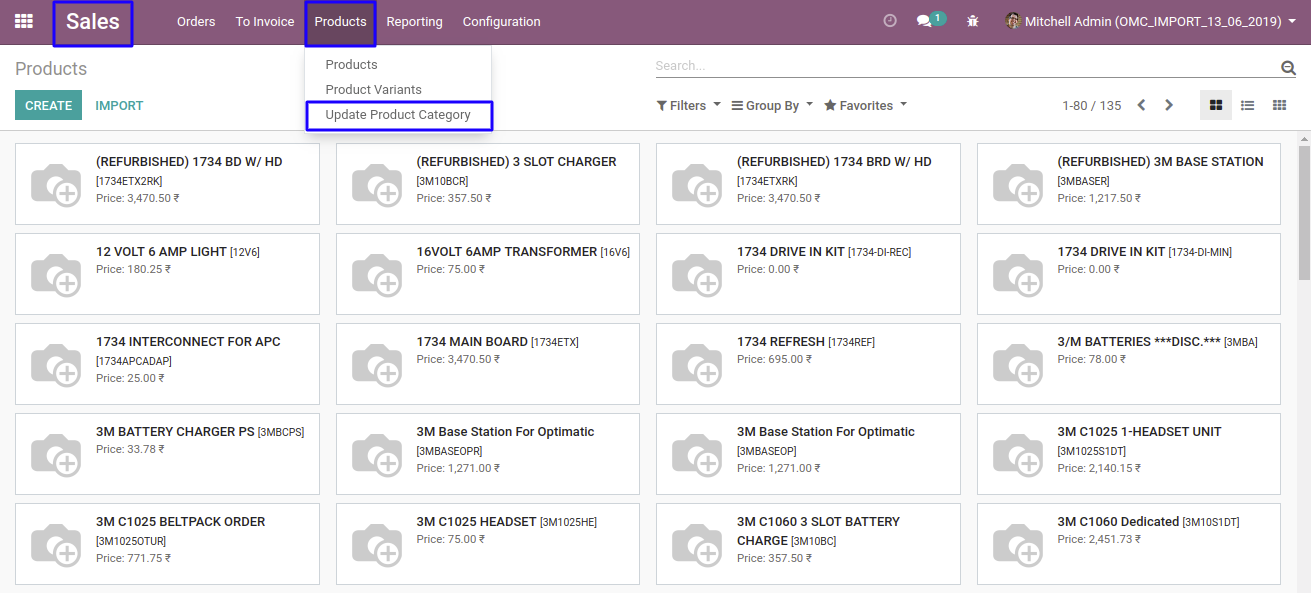 Sales
Orders To Invoice Products Reporting Configuration 1 Mitchell Admin (OMC_IMPORT_13_06_2019)
Products
Product Variants
Update Product Category
Products
Search...
CREATE IMPORT
Filters Group By Favorites 1-80 / 135
(REFURBISHED) 1734 BD W/ HD
[1734ETX2RK]
Price: 3,470.50 ₹
(REFURBISHED) 3 SLOT CHARGER
[3M10BCR]
Price: 357.50 ₹
(REFURBISHED) 1734 BRD W/ HD
[1734ETXRK]
Price: 3,470.50 ₹
(REFURBISHED) 3M BASE STATION
[3MBASER]
Price: 1,217.50 ₹
12 VOLT 6 AMP LIGHT [12V6]
Price: 180.25 ₹
16VOLT 6AMP TRANSFORMER [16V6]
Price: 75.00 ₹
1734 DRIVE IN KIT [1734-DI-REC]
Price: 0.00 ₹
1734 DRIVE IN KIT [1734-DI-MIN]
Price: 0.00 ₹
1734 INTERCONNECT FOR APC
[1734APCADAP]
Price: 25.00 ₹
1734 MAIN BOARD [1734ETX]
Price: 3,470.50 ₹
1734 REFRESH [1734REF]
Price: 695.00 ₹
3/M BATTERIES ***DISC.*** [3MBA]
Price: 78.00 ₹
3M BATTERY CHARGER PS [3MBCPS]
Price: 33.78 ₹
3M Base Station For Optimatic
[3MBASEOPR]
Price: 1,271.00 ₹
3M Base Station For Optimatic
[3MBASEOP]
Price: 1,271.00 ₹
3M C1025 1-HEADSET UNIT
[3M1025S1DT]
Price: 2,140.15 ₹
3M C1025 BELTPACK ORDER
[3M1025OTUR]
Price: 771.75 ₹
3M C1025 HEADSET [3M1025HE]
Price: 75.00 ₹
3M C1060 3 SLOT BATTERY
CHARGE [3M10BC]
Price: 357.50 ₹
3M C1060 Dedicated [3M10S1DT]
Price: 2,451.73 ₹